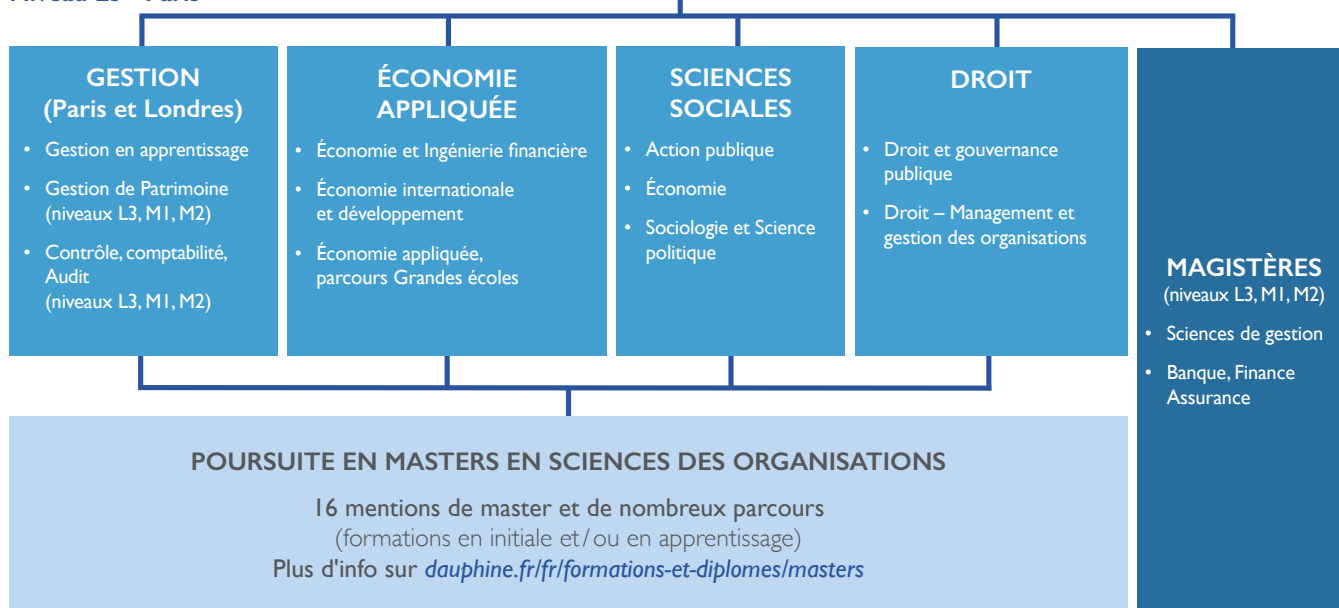 GESTION
(Paris et Londres)
• Gestion en apprentissage
• Gestion de Patrimoine
(niveaux L3, M1, M2)
• Contrôle, comptabilité,
Audit
(niveaux L3, M1, M2)
ÉCONOMIE
APPLIQUÉE
• Économie et Ingénierie financière
• Économie internationale
et développement
• Économie appliquée,
parcours Grandes écoles
SCIENCES
SOCIALES
• Action publique
• Économie
• Sociologie et Science
politique
DROIT
• Droit et gouvernance
publique
• Droit – Management et
gestion des organisations
MAGISTÈRES
(niveaux L3, M1, M2)
• Sciences de gestion
• Banque, Finance
Assurance
POURSUITE EN MASTERS EN SCIENCES DES ORGANISATIONS
16 mentions de master et de nombreux parcours
(formations en initiale et/ou en apprentissage)
Plus d'info sur dauphine.fr/fr/formations-et-diplomes/masters